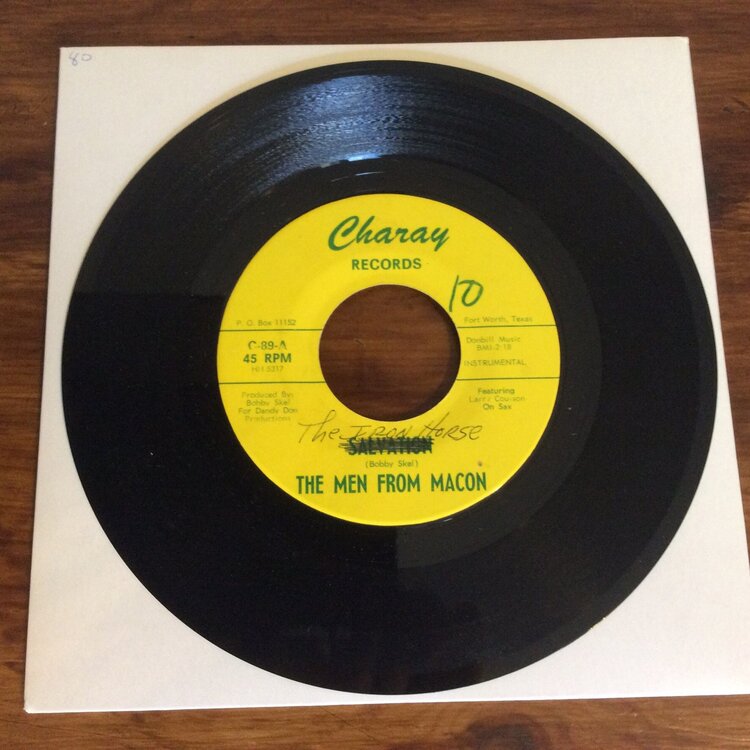 80
Charay
RECORDS
10
P. O. Box 11152
Fort Worth, Texas
C-89-A
45 RPM
Donbill Music
BMI-2:18
INSTRUMENTAL
Produced By:
Bobby Skel
For Dandy Don
Productions
Featuring
Larry
On Sax
The IRON HORSE
SALVATION
(Bobby Skel)
THE MEN FROM MACON